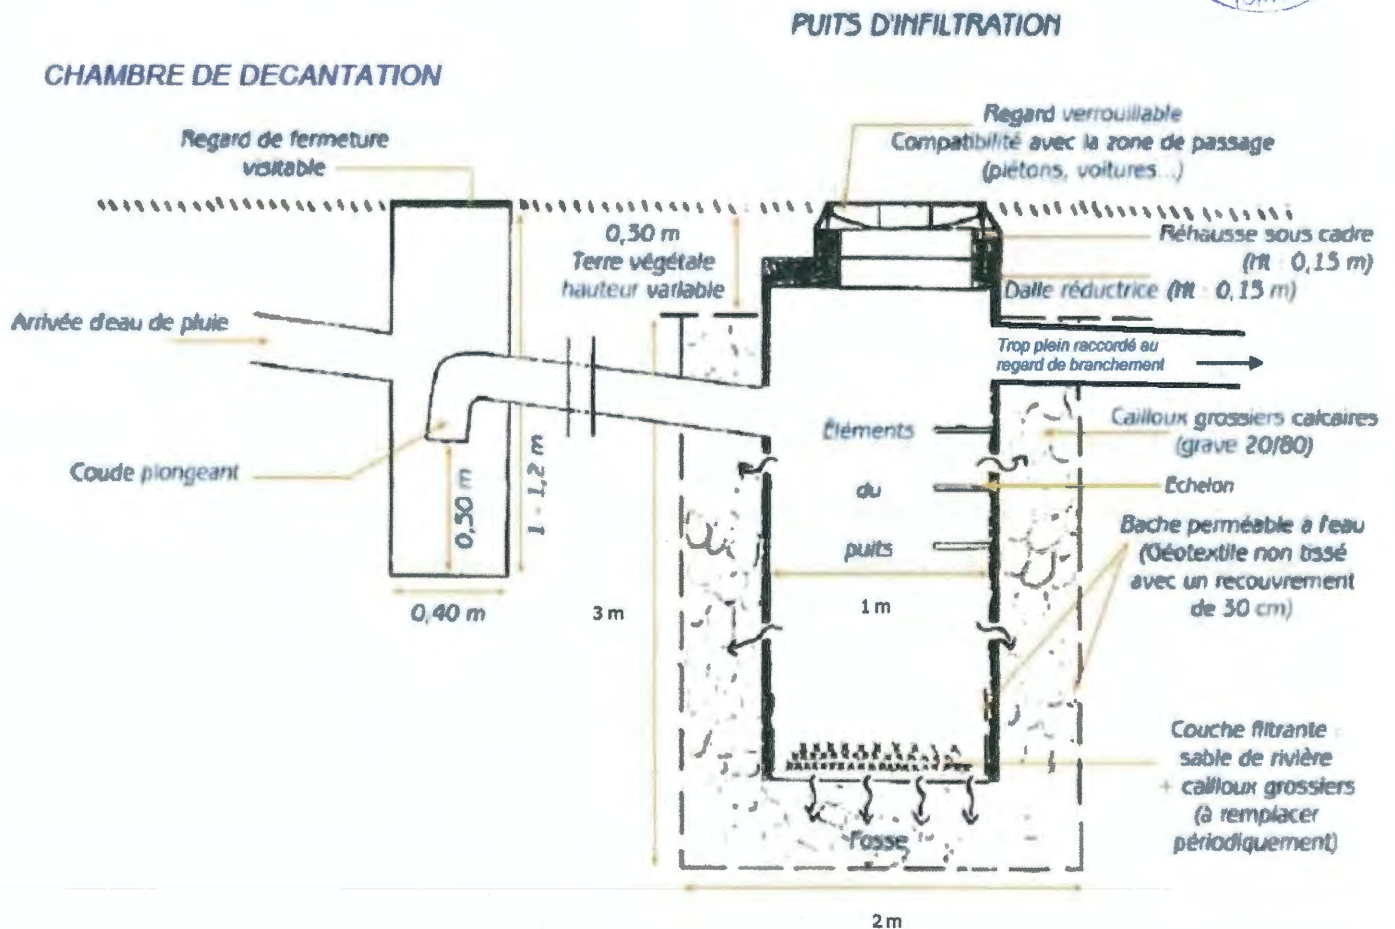 PUITS D'INFILTRATION
CHAMBRE DE DECANTATION
Regard de fermeture
visitable
Regard verrouillable
Compatibilité avec la zone de passage
(piétons, voitures...)
0,30 m
Terre végétale
hauteur variable
Réhausse sous cadre
(Ht : 0,15 m)
Dalle réductrice (Ht : 0,15 m)
Arrivée d'eau de pluie
Trop plein raccordé au
regard de branchement
Coude plongeant
0,50 m
1 - 1,2 m
0,40 m
3 m
Éléments
du
puits
1 m
Cailloux grossiers calcaires
(grave 20/80)
Echelon
Bache perméable a l'eau
(Géotextile non tissé
avec un recouvrement
de 30 cm)
Couche filtrante :
sable de rivière
+ cailloux grossiers
(à remplacer
périodiquement)
Fosse
2 m